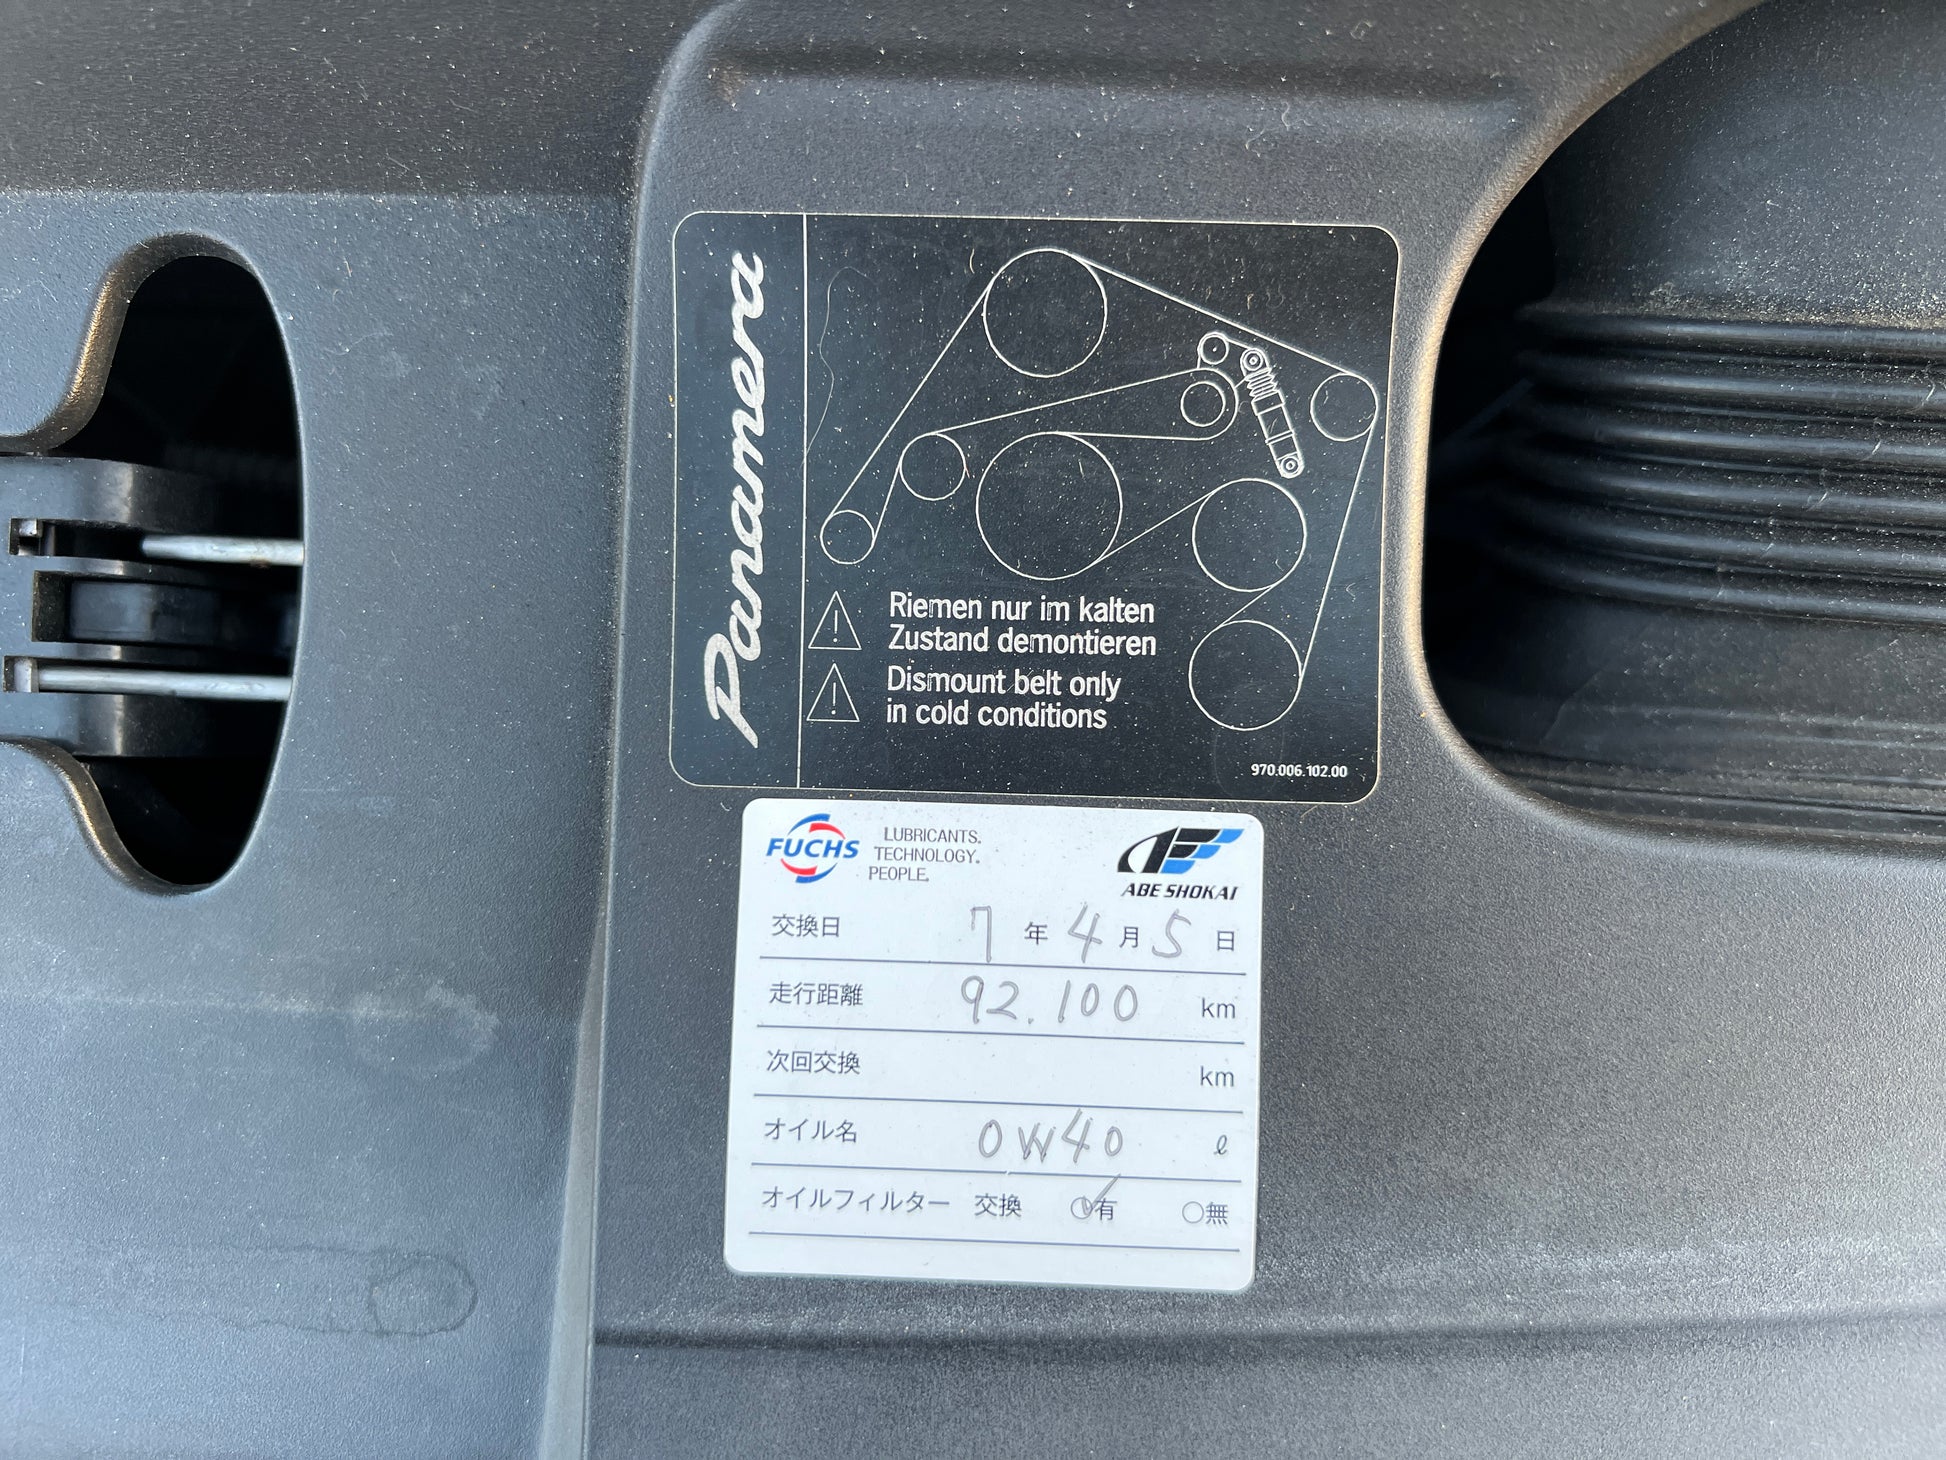 Panamera
Riemen nur im kalten
Zustand demontieren
Dismount belt only
in cold conditions
970.006.102.00
FUCHS
LUBRICANTS.
TECHNOLOGY.
PEOPLE.
ABE SHOKAI
交換日 7 年 4 月 5 日
走行距離 92.100 km
次回交換 km
オイル名 0W40 ℓ
オイルフィルター 交換 ○有 ○無